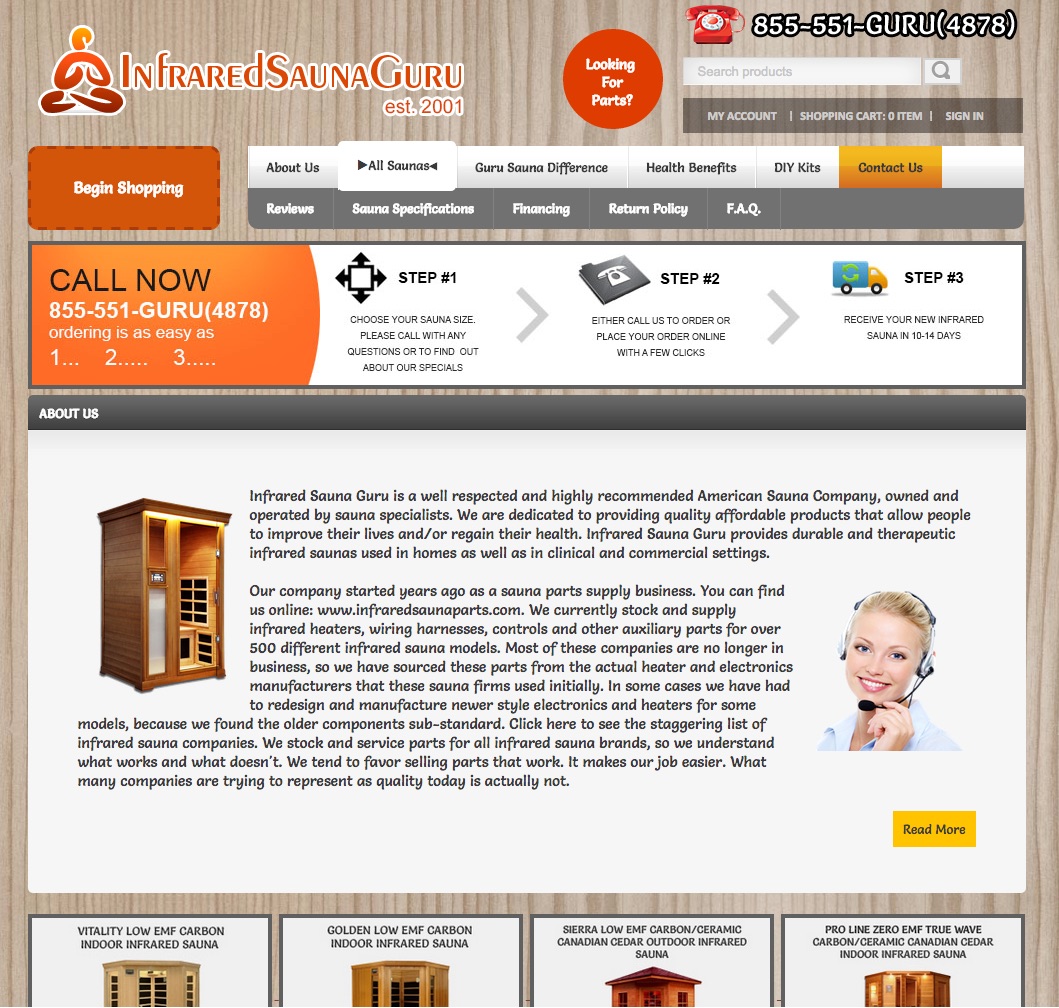 855-551-GURU(4878)
InfraredSaunaGuru
est. 2001
Looking
For
Parts?
Search products
MY ACCOUNT | SHOPPING CART: 0 ITEM | SIGN IN
Begin Shopping
About Us ▶All Saunas◀ Guru Sauna Difference Health Benefits DIY Kits Contact Us
Reviews Sauna Specifications Financing Return Policy F.A.Q.
CALL NOW
855-551-GURU(4878)
ordering is as easy as
1... 2..... 3.....
STEP #1
CHOOSE YOUR SAUNA SIZE.
PLEASE CALL WITH ANY
QUESTIONS OR TO FIND OUT
ABOUT OUR SPECIALS
STEP #2
EITHER CALL US TO ORDER OR
PLACE YOUR ORDER ONLINE
WITH A FEW CLICKS
STEP #3
RECEIVE YOUR NEW INFRARED
SAUNA IN 10-14 DAYS
ABOUT US
Infrared Sauna Guru is a well respected and highly recommended American Sauna Company, owned and
operated by sauna specialists. We are dedicated to providing quality affordable products that allow people
to improve their lives and/or regain their health. Infrared Sauna Guru provides durable and therapeutic
infrared saunas used in homes as well as in clinical and commercial settings.
Our company started years ago as a sauna parts supply business. You can find
us online: www.infraredsaunaparts.com. We currently stock and supply
infrared heaters, wiring harnesses, controls and other auxiliary parts for over
500 different infrared sauna models. Most of these companies are no longer in
business, so we have sourced these parts from the actual heater and electronics
manufacturers that these sauna firms used initially. In some cases we have had
to redesign and manufacture newer style electronics and heaters for some
models, because we found the older components sub-standard. Click here to see the staggering list of
infrared sauna companies. We stock and service parts for all infrared sauna brands, so we understand
what works and what doesn't. We tend to favor selling parts that work. It makes our job easier. What
many companies are trying to represent as quality today is actually not.
Read More
VITALITY LOW EMF CARBON
INDOOR INFRARED SAUNA
GOLDEN LOW EMF CARBON
INDOOR INFRARED SAUNA
SIERRA LOW EMF CARBON/CERAMIC
CANADIAN CEDAR OUTDOOR INFRARED
SAUNA
PRO LINE ZERO EMF TRUE WAVE
CARBON/CERAMIC CANADIAN CEDAR
INDOOR INFRARED SAUNA